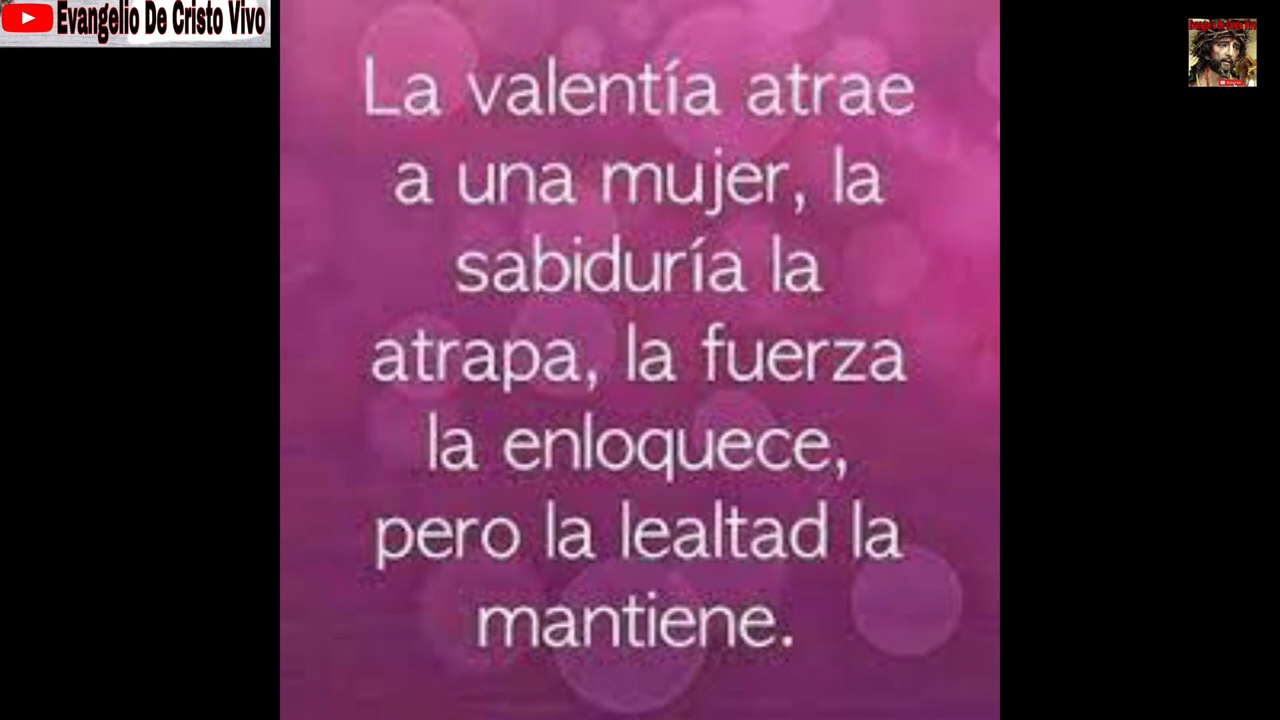 Evangelio De Cristo Vivo
La valentía atrae
a una mujer, la
sabiduría la
atrapa, la fuerza
la enloquece,
pero la lealtad la
mantiene.